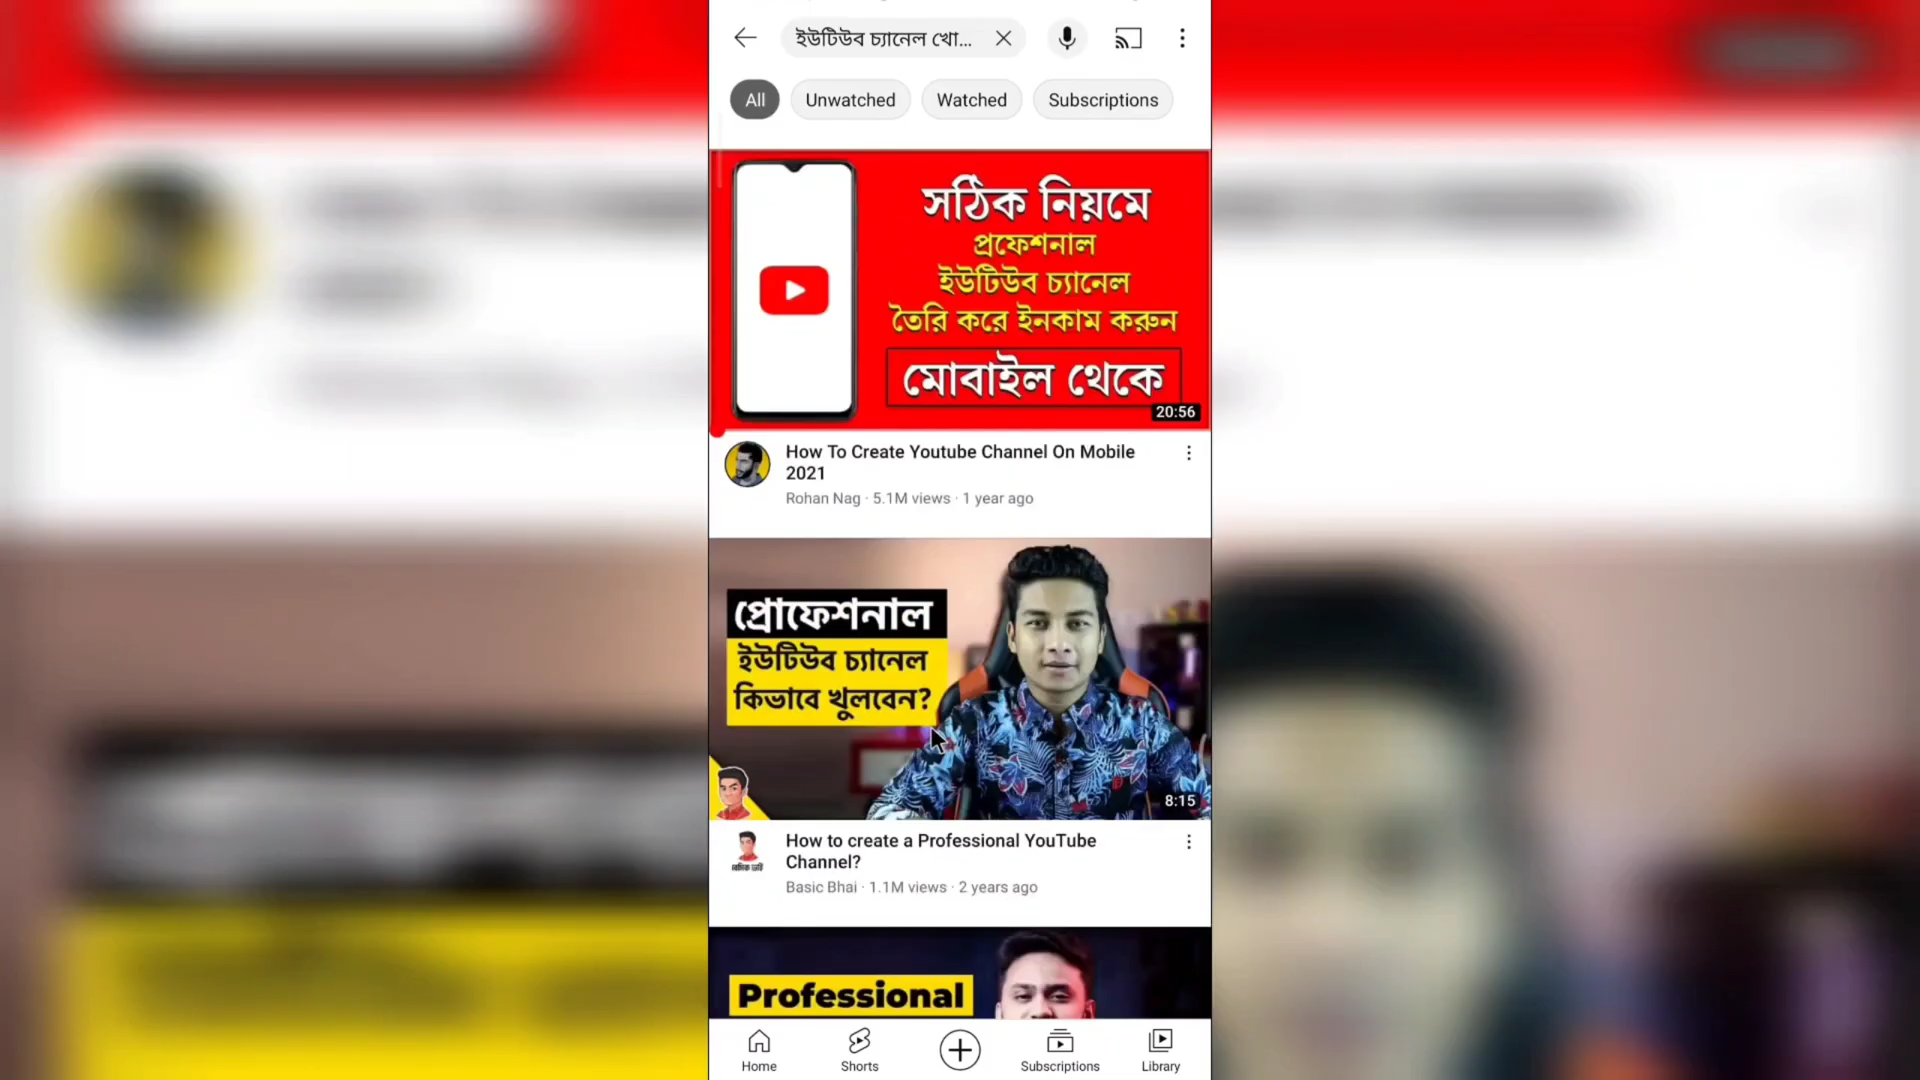 ইউটিউব চ্যানেল খো...
All
Unwatched
Watched
Subscriptions
সঠিক নিয়মে
প্রফেশনাল
ইউটিউব চ্যানেল
তৈরি করে ইনকাম করুন
মোবাইল থেকে
20:56
How To Create Youtube Channel On Mobile
2021
Rohan Nag · 5.1M views · 1 year ago
প্রোফেশনাল
ইউটিউব চ্যানেল
কিভাবে খুলবেন?
8:15
How to create a Professional YouTube
Channel?
Basic Bhai · 1.1M views · 2 years ago
Professional
Home
Shorts
Subscriptions
Library